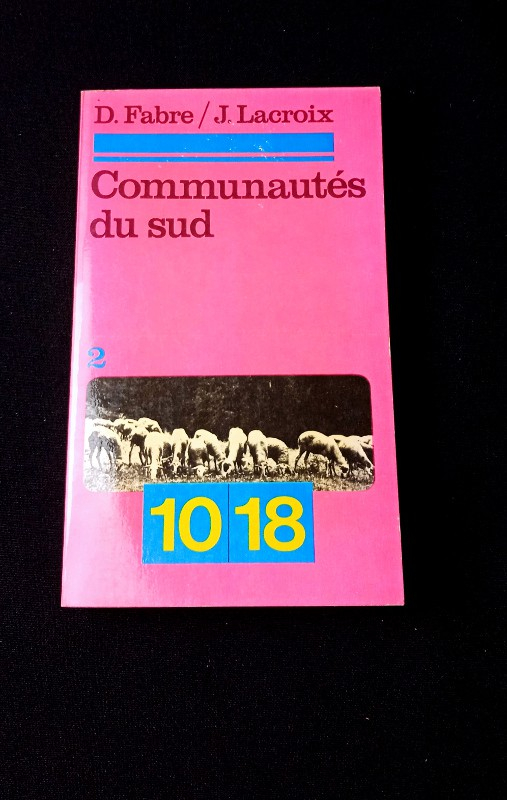 D. Fabre / J. Lacroix
Communautés
du sud
2
10 18